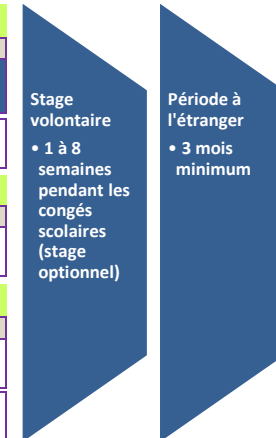 Stage
volontaire
• 1 à 8
semaines
pendant les
congés
scolaires
(stage
optionnel)
Période à
l'étranger
• 3 mois
minimum